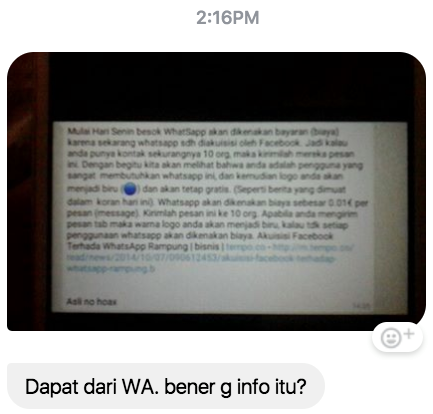 2:16PM
Mulai Hari Senin besok WhatSapp akan dikenakan bayaran (biaya)
karena sekarang whatsapp sdh diakuisisi oleh Facebook. Jadi kalau
anda punya kontak sekurangnya 10 org, maka kirimilah mereka pesan
ini. Dengan begitu kita akan melihat bahwa anda adalah pengguna yang
sangat membutuhkan whatsapp ini, dan kemudian logo anda akan
menjadi biru ( ) dan akan tetap gratis. (Seperti berita yang dimuat
dalam koran hari ini). Whatsapp akan dikenakan biaya sebesar 0.01€ per
pesan (message). Kirimlah pesan ini ke 10 org. Apabila anda mengirim
pesan tab maka warna logo anda akan menjadi biru, kalau tdk setiap
penggunaan whatsapp akan dikenakan biaya. Akuisisi Facebook
Terhada WhatsApp Rampung | bisnis | tempo.co - http://m.tempo.co/
read/news/2014/10/07/090612453/akuisisi-facebook-terhadap-
whatsapp-rampung.b
Asli no hoax
Dapat dari WA. bener g info itu?